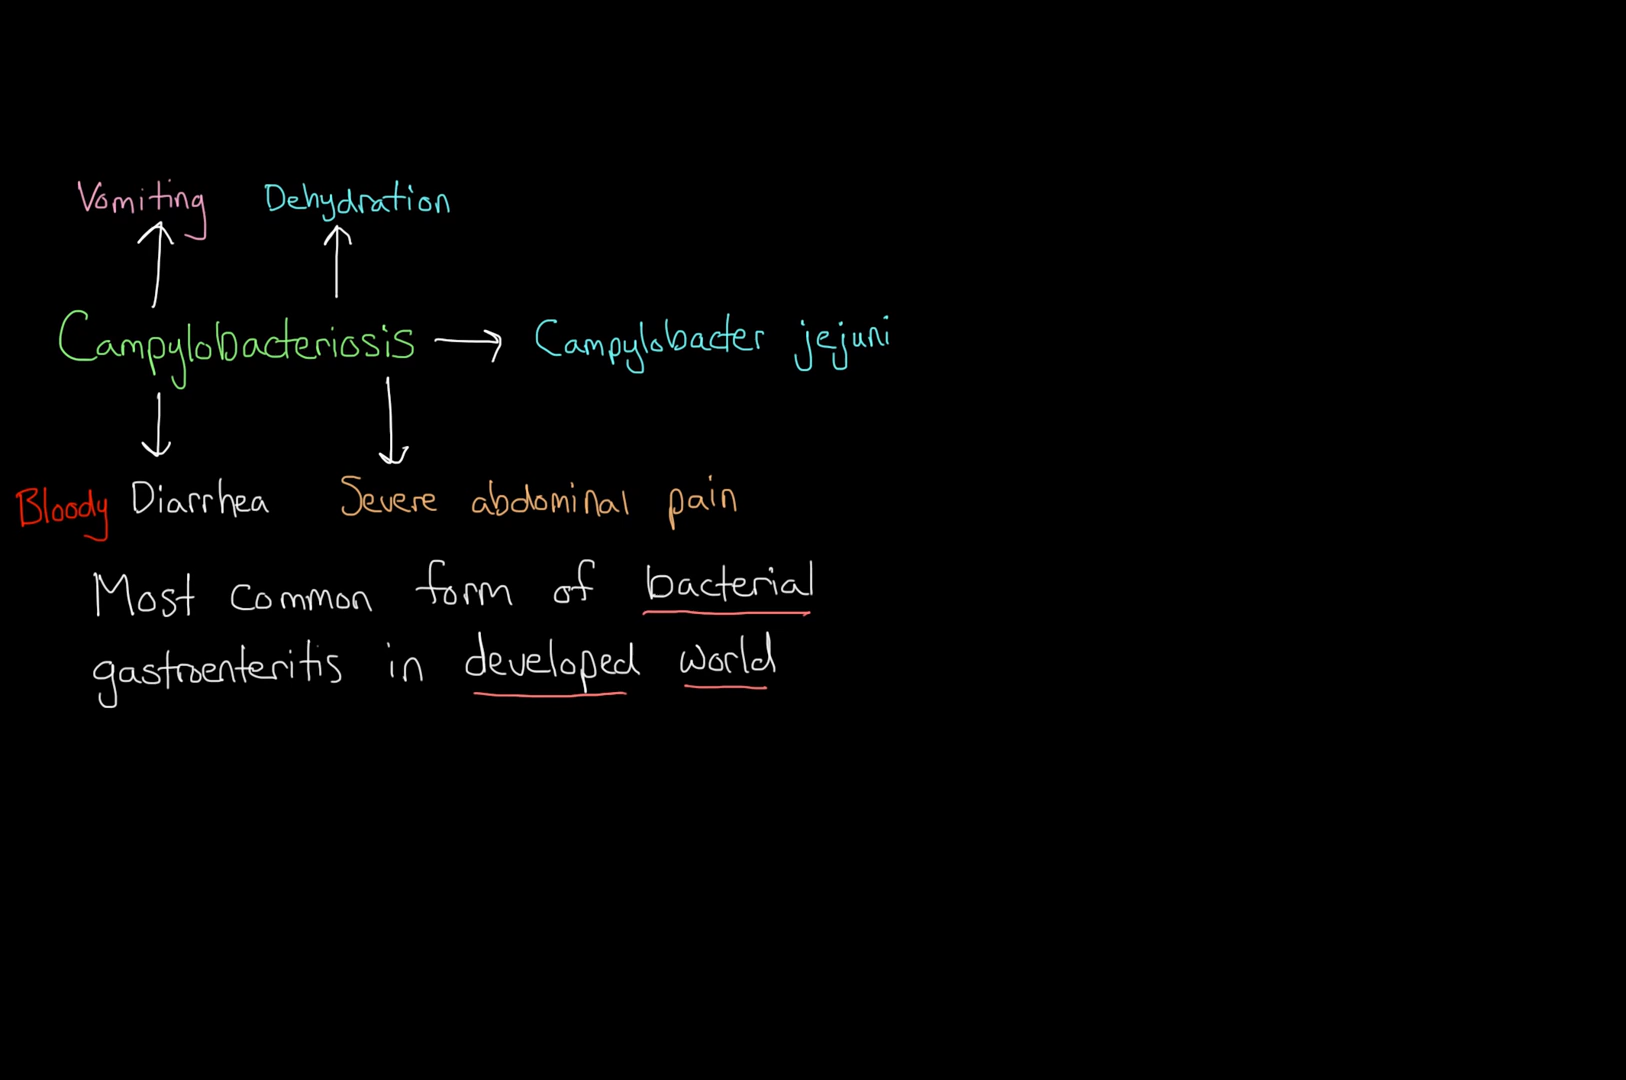 Vomiting Dehydration
Campylobacteriosis → Campylobacter jejuni
Bloody Diarrhea Severe abdominal pain
Most common form of bacterial
gastroenteritis in developed world